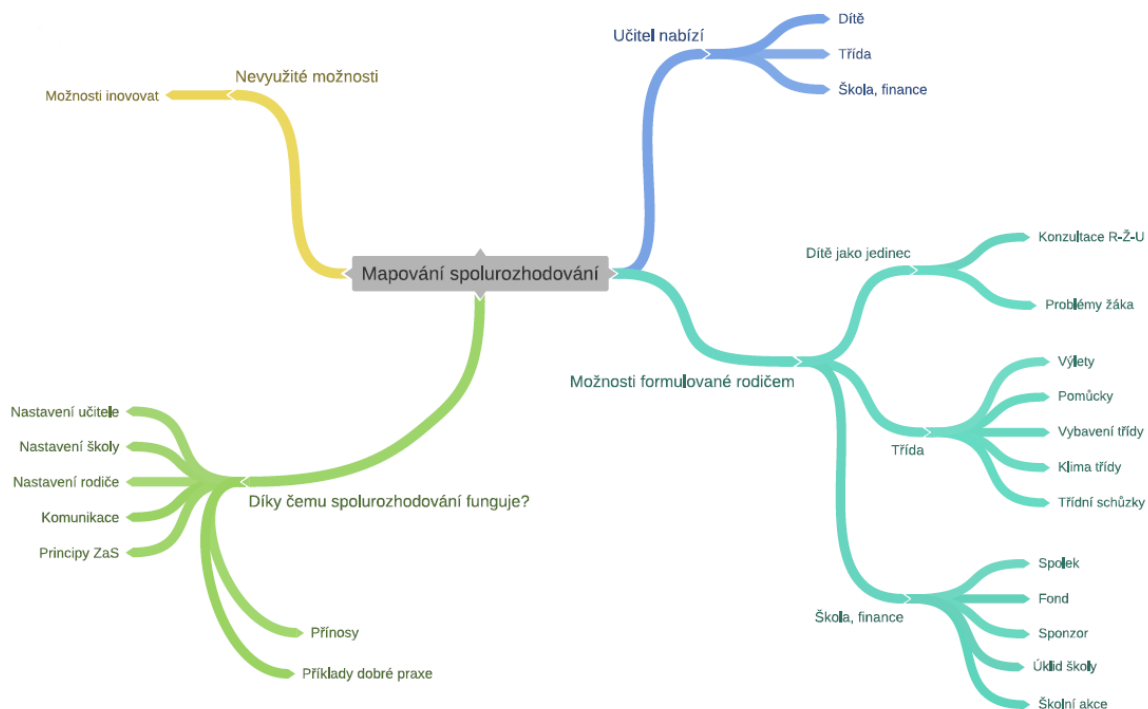 Mapování spolurozhodování
Nevyužité možnosti
Možnosti inovovat
Učitel nabízí
Dítě
Třída
Škola, finance
Možnosti formulované rodičem
Dítě jako jedinec
Konzultace R-Ž-U
Problémy žáka
Třída
Výlety
Pomůcky
Vybavení třídy
Klima třídy
Třídní schůzky
Škola, finance
Spolek
Fond
Sponzor
Úklid školy
Školní akce
Díky čemu spolurozhodování funguje?
Nastavení učitele
Nastavení školy
Nastavení rodiče
Komunikace
Principy ZaS
Přínosy
Příklady dobré praxe